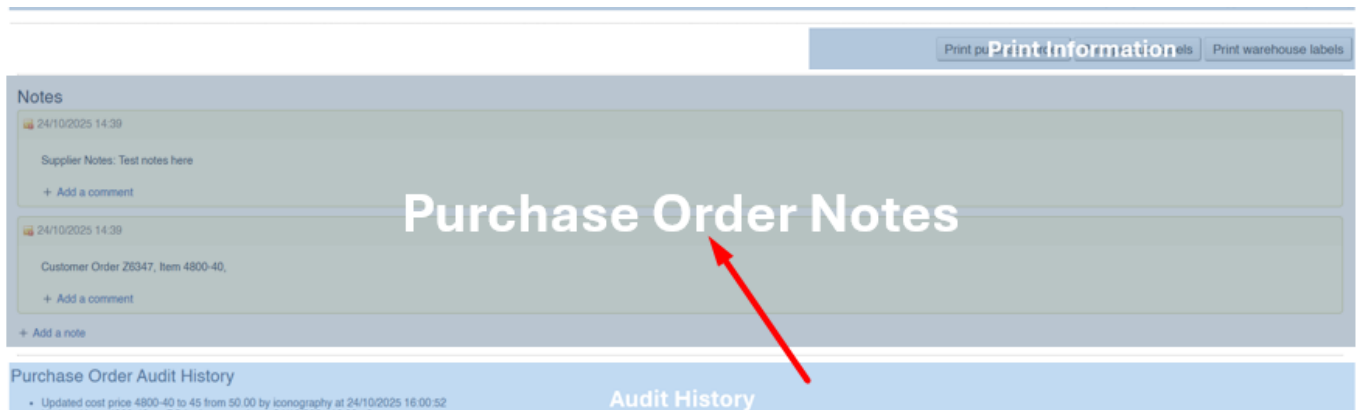 Print Information
Print pu els Print warehouse labels
Notes
24/10/2025 14:39
Supplier Notes: Test notes here
+ Add a comment
Purchase Order Notes
24/10/2025 14:39
Customer Order Z6347, Item 4800-40,
+ Add a comment
+ Add a note
Purchase Order Audit History
Audit History
• Updated cost price 4800-40 to 45 from 50.00 by iconography at 24/10/2025 16:00:52